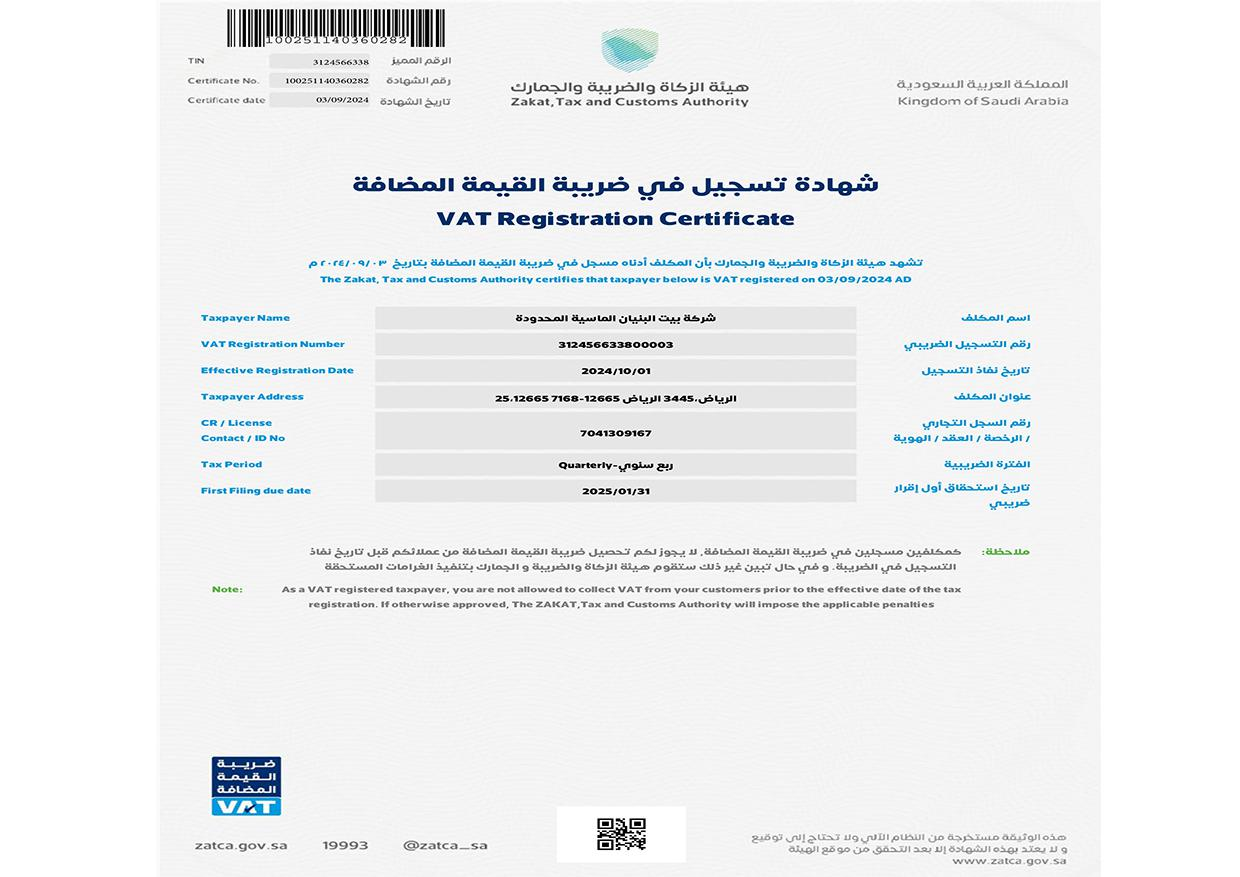 100251140360282
TIN 3124566338 الرقم المميز
Certificate No. 100251140360282 رقم الشهادة
Certificate date 03/09/2024 تاريخ الشهادة
هيئة الزكاة والضريبة والجمارك
Zakat,Tax and Customs Authority
المملكة العربية السعودية
Kingdom of Saudi Arabia
شهادة تسجيل في ضريبة القيمة المضافة
VAT Registration Certificate
تشهد هيئة الزكاة والضريبة والجمارك بأن المكلف أدناه مسجل في ضريبة القيمة المضافة بتاريخ ٢٠٢٤/٠٩/٠٣ م
The Zakat, Tax and Customs Authority certifies that taxpayer below is VAT registered on 03/09/2024 AD
Taxpayer Name شركة بيت البنيان الماسية المحدودة اسم المكلف
VAT Registration Number 312456633800003 رقم التسجيل الضريبي
Effective Registration Date 2024/10/01 تاريخ نفاذ التسجيل
Taxpayer Address الرياض،3445 الرياض 12665-7168 25،12665 عنوان المكلف
CR / License
Contact / ID No 7041309167 رقم السجل التجاري
/ الرخصة / العقد / الهوية
Tax Period ربع سنوي-Quarterly الفترة الضريبية
First Filing due date 2025/01/31 تاريخ استحقاق أول إقرار
ضريبي
ملاحظة: كمكلفين مسجلين في ضريبة القيمة المضافة, لا يجوز لكم تحصيل ضريبة القيمة المضافة من عملائكم قبل تاريخ نفاذ
التسجيل في الضريبة. و في حال تبين غير ذلك ستقوم هيئة الزكاة والضريبة و الجمارك بتنفيذ الغرامات المستحقة
Note: As a VAT registered taxpayer, you are not allowed to collect VAT from your customers prior to the effective date of the tax
registration. If otherwise approved, The ZAKAT,Tax and Customs Authority will impose the applicable penalties
ضريبة
القيمة
المضافة
VAT
zatca.gov.sa 19993 @zatca_sa
هذه الوثيقة مستخرجة من النظام الآلي ولا تحتاج إلى توقيع
و لا يعتد بهذه الشهادة إلا بعد التحقق من موقع الهيئة
www.zatca.gov.sa